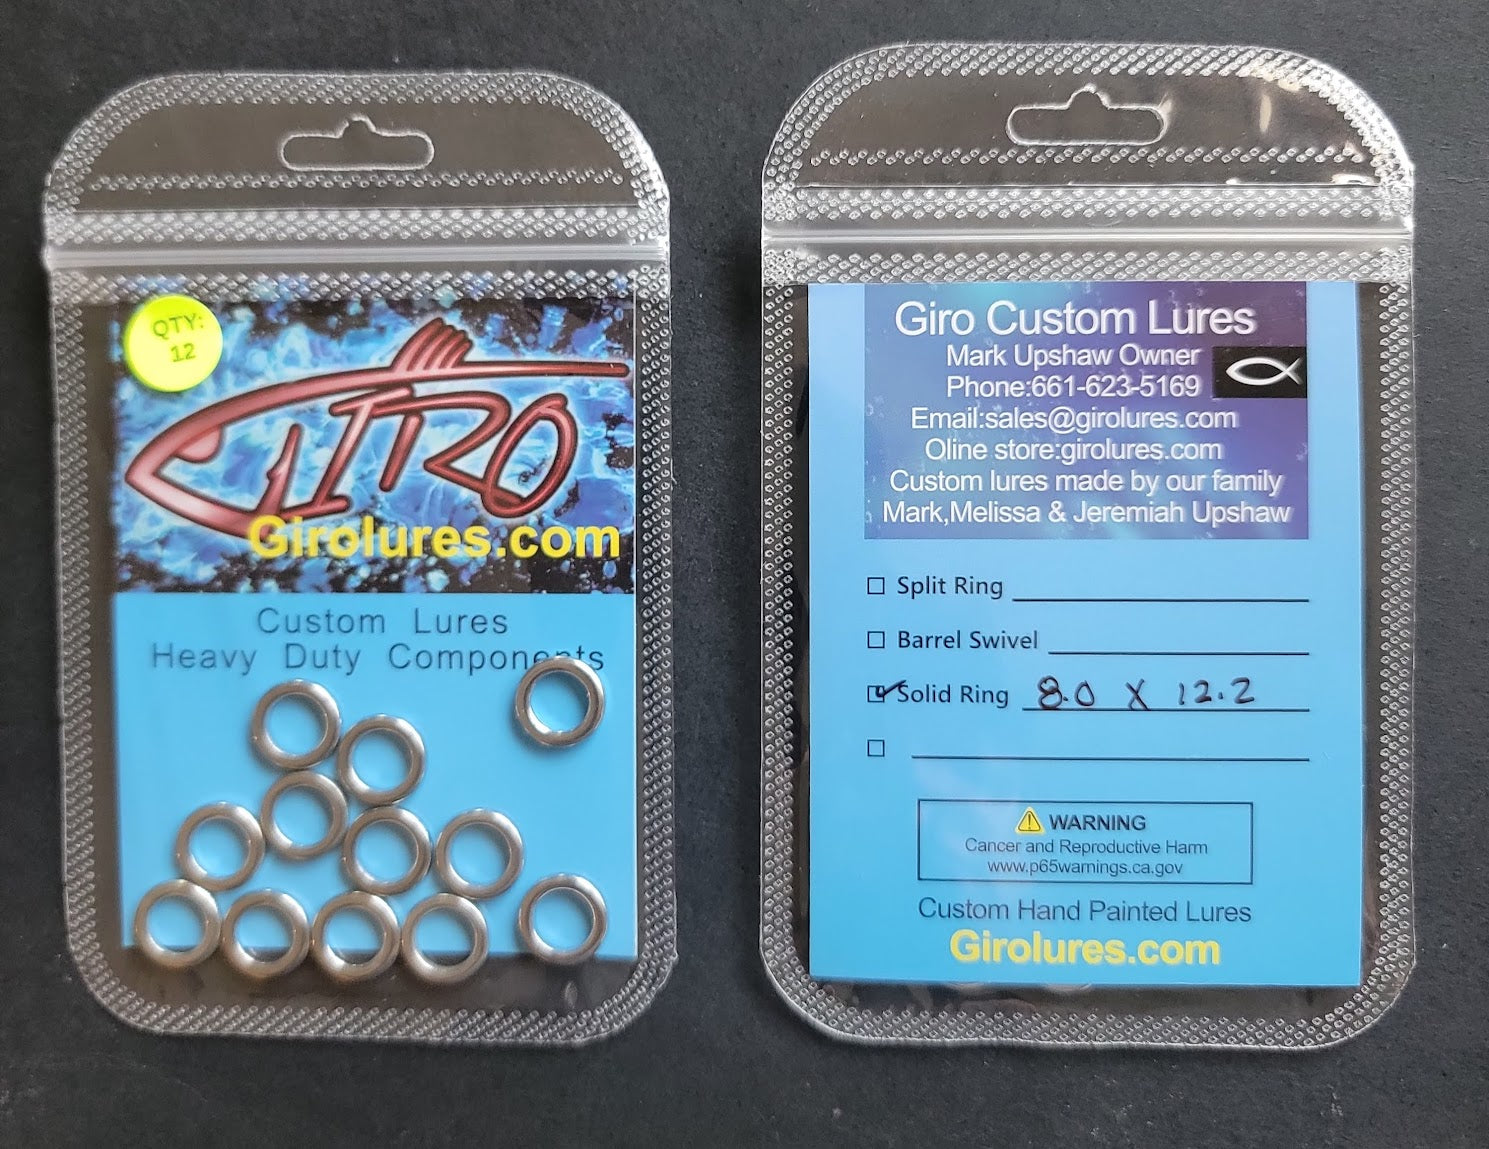 QTY:
12
GIRO
Girolures.com
Custom Lures
Heavy Duty Components
Giro Custom Lures
Mark Upshaw Owner
Phone:661-623-5169
Email:sales@girolures.com
Oline store:girolures.com
Custom lures made by our family
Mark,Melissa & Jeremiah Upshaw
Split Ring
Barrel Swivel
Solid Ring 8.0 X 12.2
WARNING
Cancer and Reproductive Harm
www.p65warnings.ca.gov
Custom Hand Painted Lures
Girolures.com